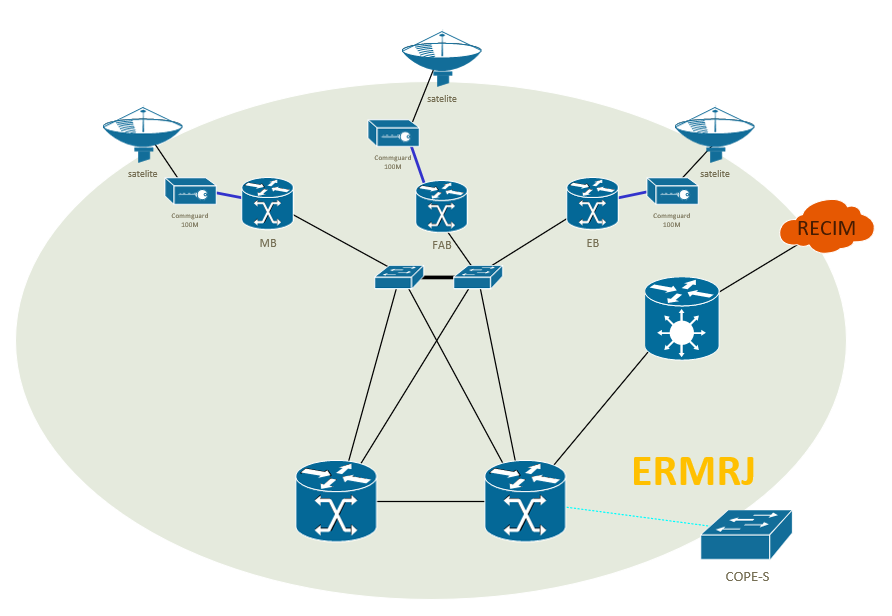 satelite
satelite
satelite
Commguard
100M
Commguard
100M
Commguard
100M
MB
FAB
EB
RECIM
ERMRJ
COPE-S